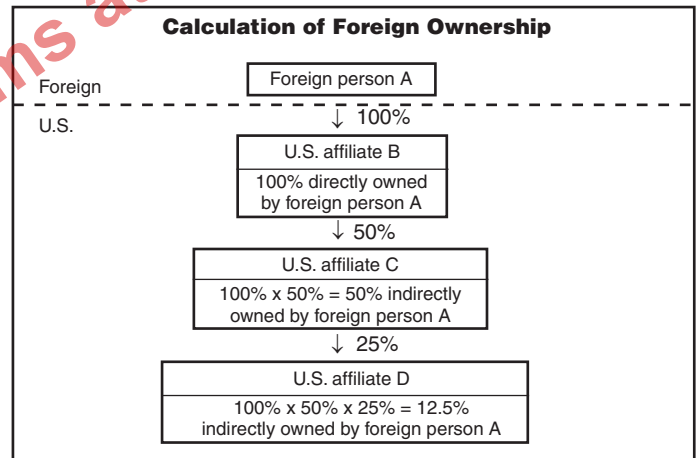 Calculation of Foreign Ownership
Foreign person A
Foreign
U.S.
↓ 100%
U.S. affiliate B
100% directly owned
by foreign person A
↓ 50%
U.S. affiliate C
100% x 50% = 50% indirectly
owned by foreign person A
↓ 25%
U.S. affiliate D
100% x 50% x 25% = 12.5%
indirectly owned by foreign person A